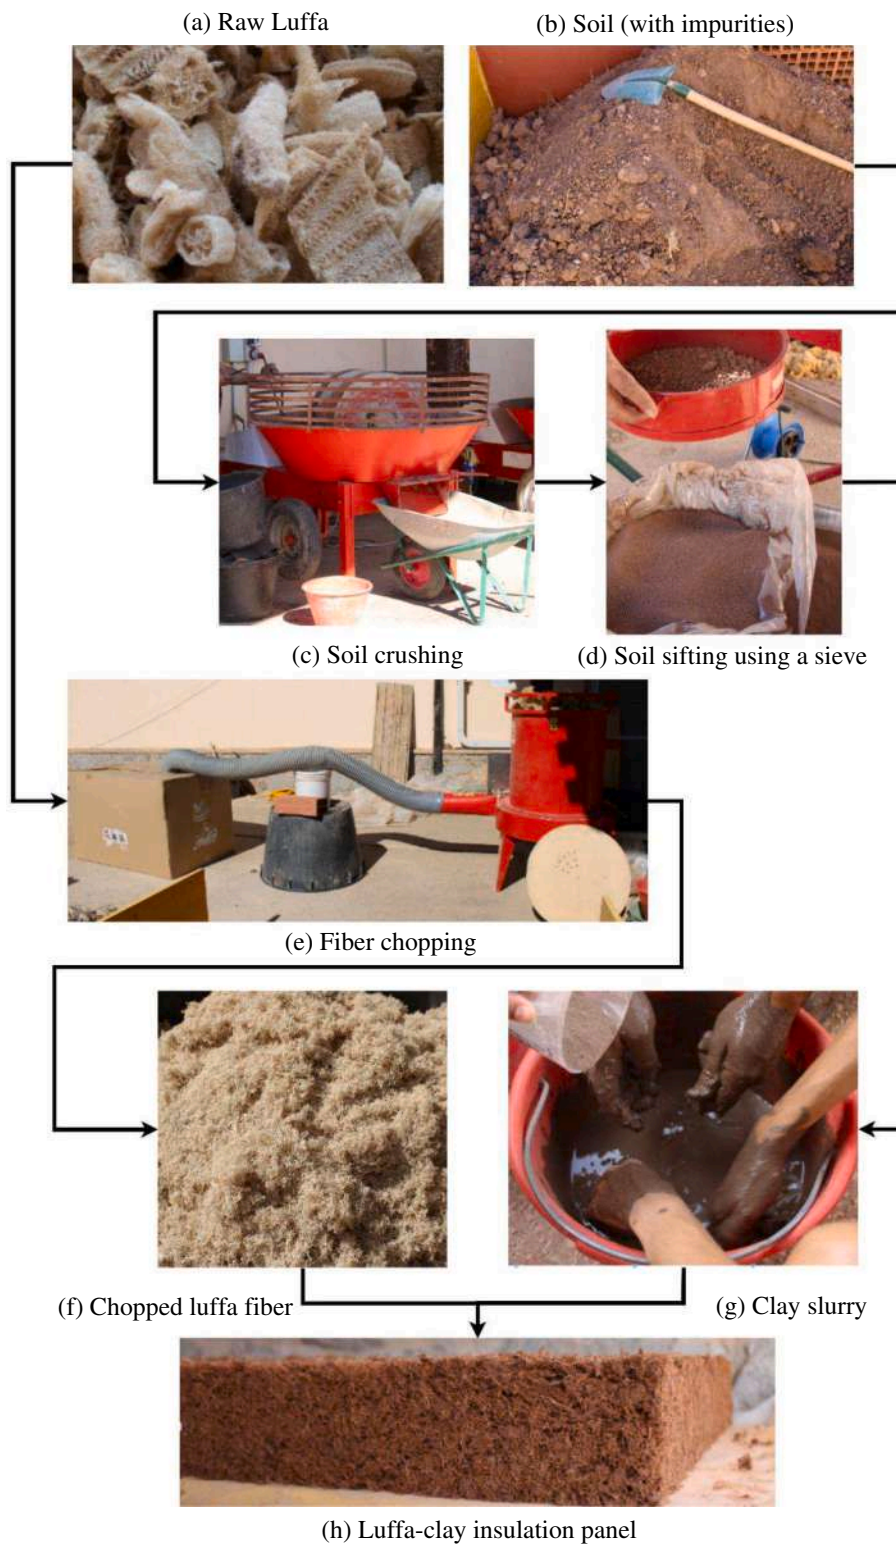 (a) Raw Luffa
(b) Soil (with impurities)
(c) Soil crushing
(d) Soil sifting using a sieve
(e) Fiber chopping
(f) Chopped luffa fiber
(g) Clay slurry
(h) Luffa-clay insulation panel